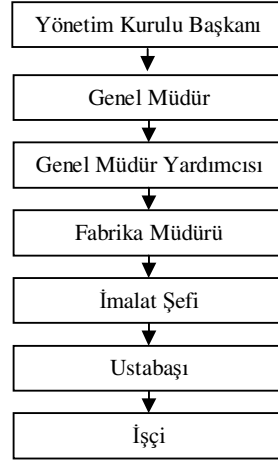 Yönetim Kurulu Başkanı
Genel Müdür
Genel Müdür Yardımcısı
Fabrika Müdürü
İmalat Şefi
Ustabaşı
İşçi